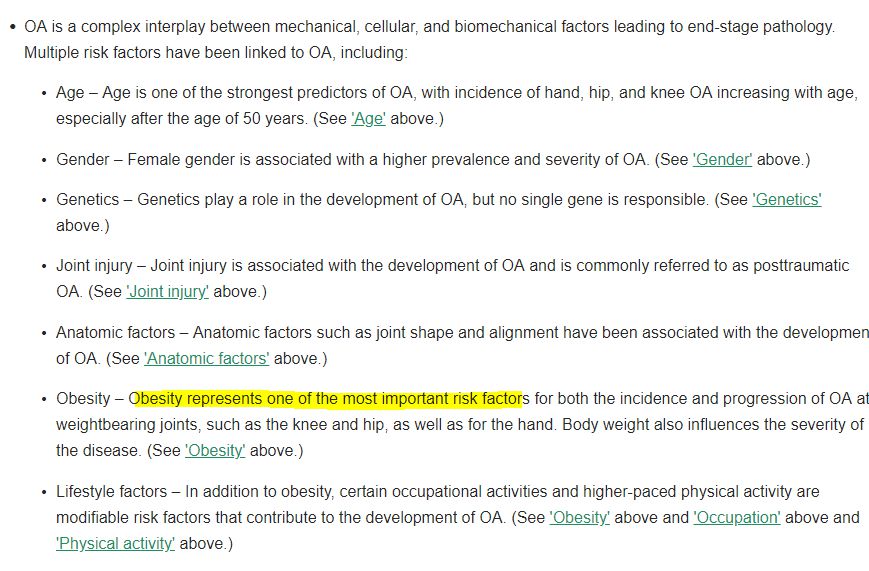 • OA is a complex interplay between mechanical, cellular, and biomechanical factors leading to end-stage pathology.
Multiple risk factors have been linked to OA, including:
• Age – Age is one of the strongest predictors of OA, with incidence of hand, hip, and knee OA increasing with age,
especially after the age of 50 years. (See 'Age' above.)
• Gender – Female gender is associated with a higher prevalence and severity of OA. (See 'Gender' above.)
• Genetics – Genetics play a role in the development of OA, but no single gene is responsible. (See 'Genetics'
above.)
• Joint injury – Joint injury is associated with the development of OA and is commonly referred to as posttraumatic
OA. (See 'Joint injury' above.)
• Anatomic factors – Anatomic factors such as joint shape and alignment have been associated with the developmen
of OA. (See 'Anatomic factors' above.)
• Obesity – Obesity represents one of the most important risk factors for both the incidence and progression of OA at
weightbearing joints, such as the knee and hip, as well as for the hand. Body weight also influences the severity of
the disease. (See 'Obesity' above.)
• Lifestyle factors – In addition to obesity, certain occupational activities and higher-paced physical activity are
modifiable risk factors that contribute to the development of OA. (See 'Obesity' above and 'Occupation' above and
'Physical activity' above.)